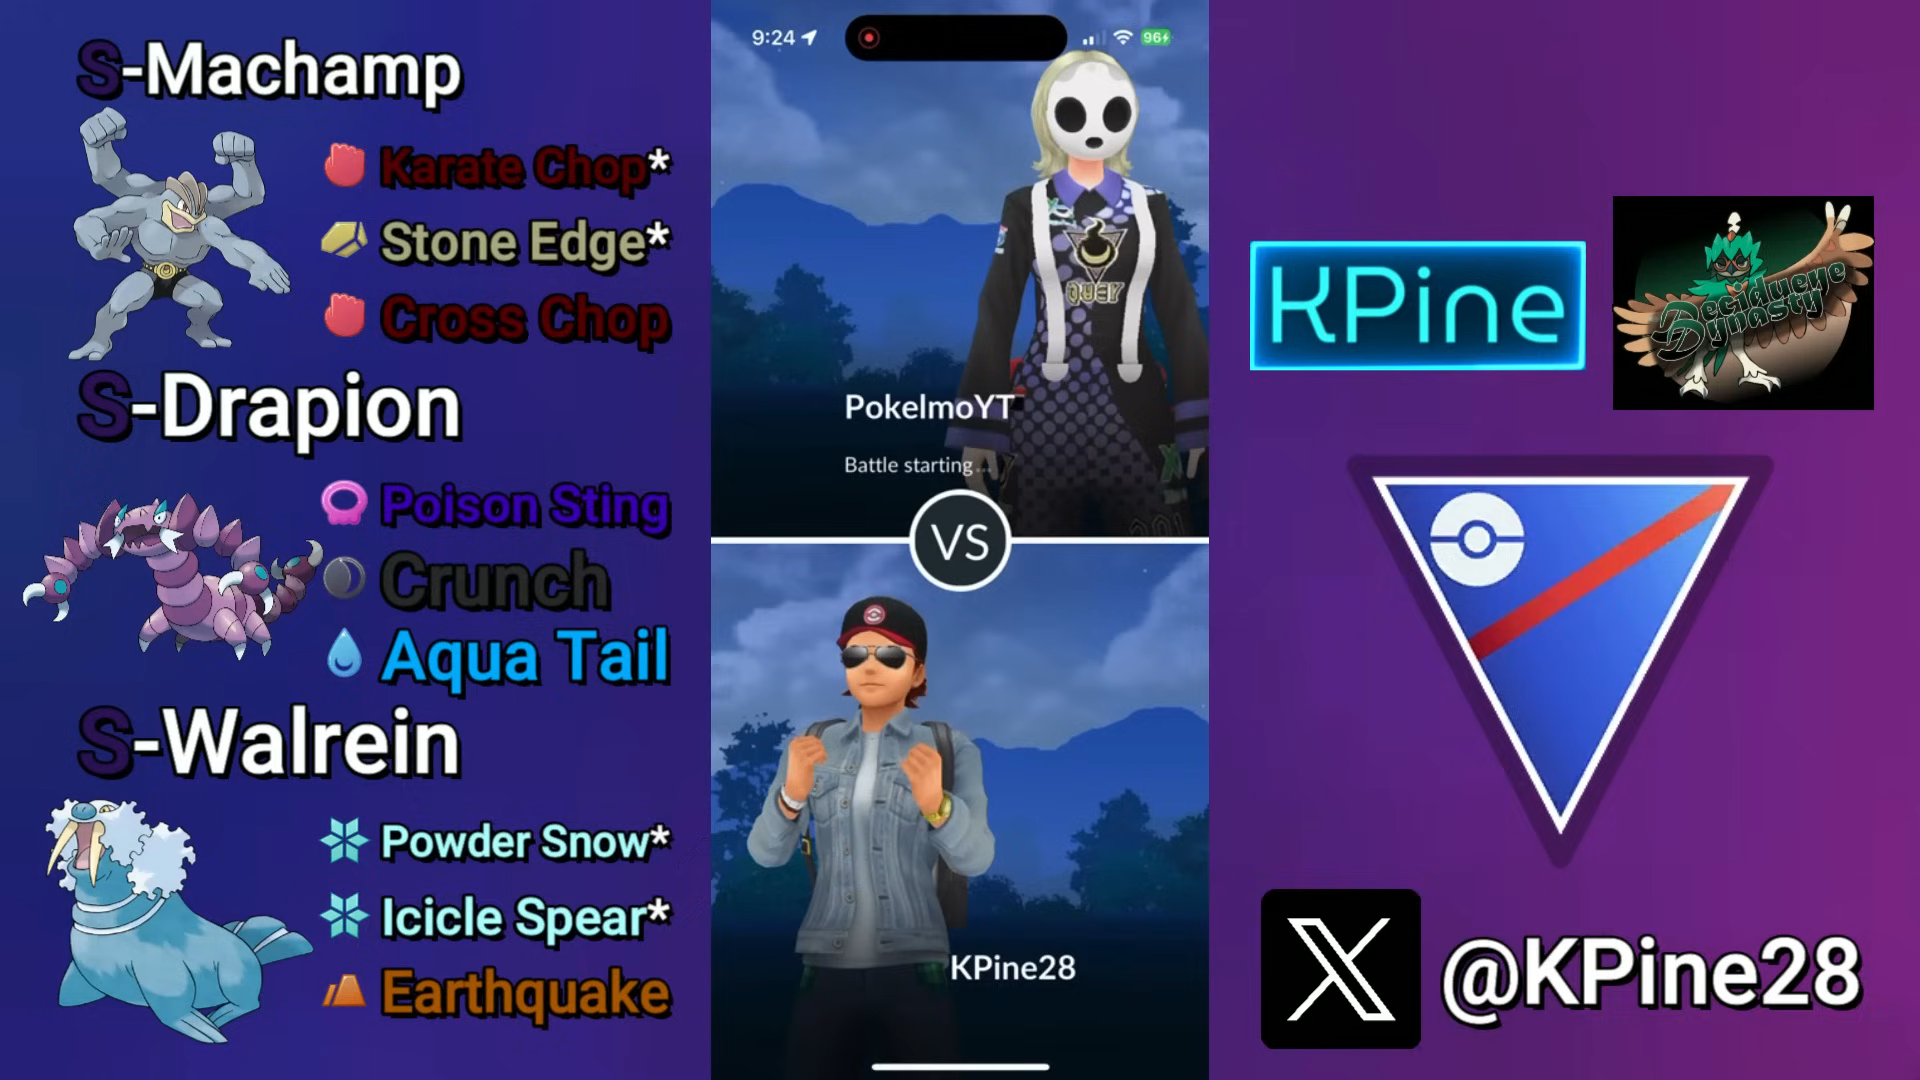 S-Machamp
Karate Chop*
Stone Edge*
Cross Chop
S-Drapion
Poison Sting
Crunch
Aqua Tail
S-Walrein
Powder Snow*
Icicle Spear*
Earthquake
9:24
96
PokelmoYT
Battle starting...
VS
KPine28
KPine
Decidueye
Dynasty
X
@KPine28